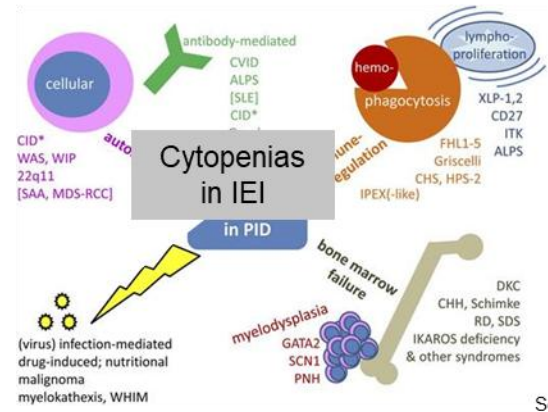 cellular
CID*
WAS, WIP
22q11
[SAA, MDS-RCC]
antibody-mediated
CVID
ALPS
[SLE]
CID*
hemo-
phagocytosis
lympho-
proliferation
XLP-1,2
CD27
ITK
ALPS
FHL1-5
Griscelli
CHS, HPS-2
IPEX(-like)
Cytopenias
in IEI
in PID
(virus) infection-mediated
drug-induced; nutritional
malignoma
myelokathexis, WHIM
bone marrow
failure
myelodysplasia
GATA2
SCN1
PNH
DKC
CHH, Schimke
RD, SDS
IKAROS deficiency
& other syndromes